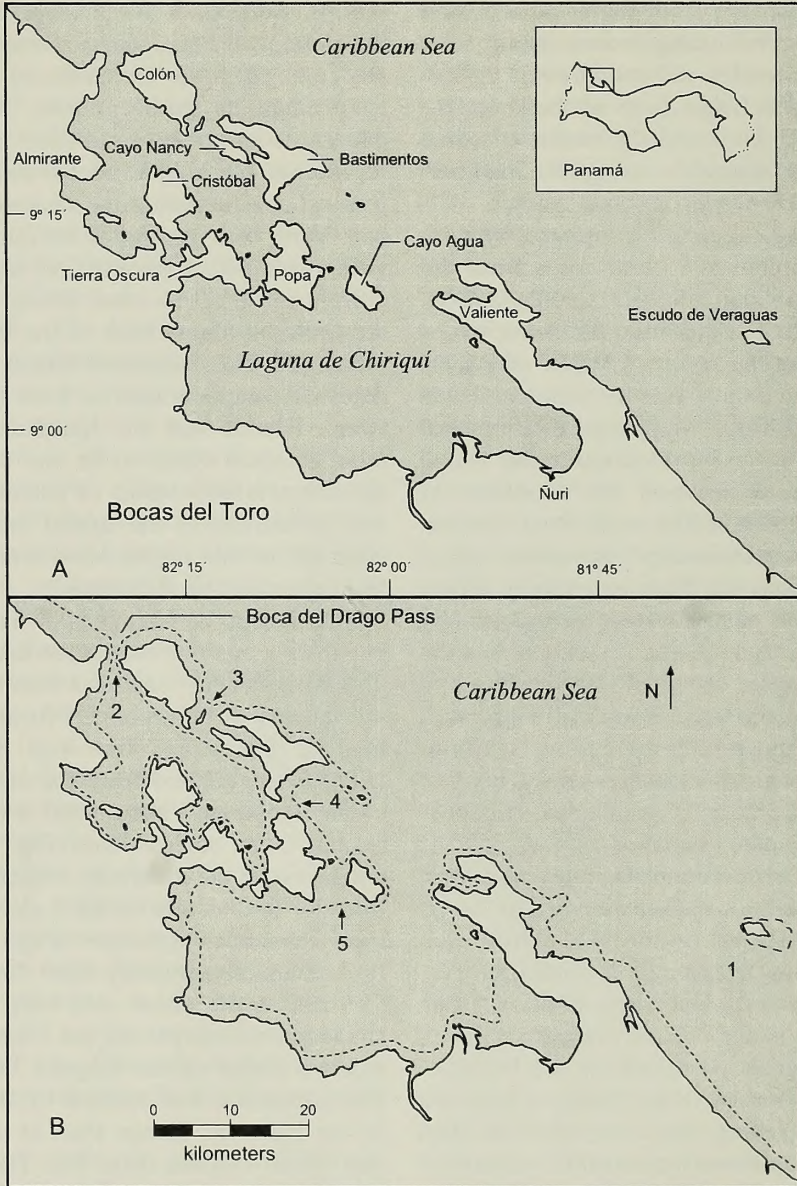 Caribbean Sea
Colón
Cayo Nancy
Almirante
Bastimentos
Cristóbal
Panamá
9° 15´
Cayo Agua
Tierra Oscura
Popa
Valiente
Escudo de Veraguas
Laguna de Chiriquí
9° 00´
Ñuri
Bocas del Toro
A
82° 15´
82° 00´
81° 45´
Boca del Drago Pass
2
3
Caribbean Sea
N
4
5
1
B
0
10
20
kilometers